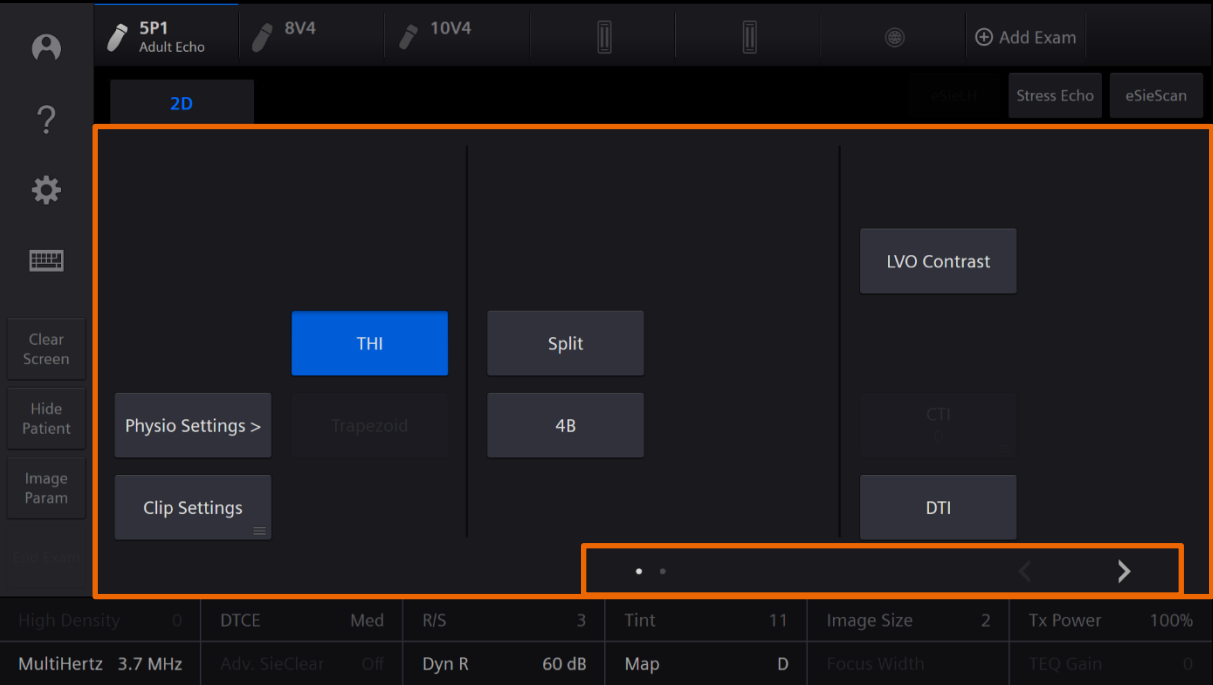 5P1
Adult Echo
8V4
10V4
Add Exam
2D
Stress Echo
eSieScan
LVO Contrast
Clear
Screen
THI
Split
Hide
Patient
Physio Settings >
Trapezoid
4B
CTI
Image
Param
Clip Settings
DTI
End Exam
High Density 0
DTCE Med
R/S 3
Tint 11
Image Size 2
Tx Power 100%
MultiHertz 3.7 MHz
Adv. SieClear Off
Dyn R 60 dB
Map D
Focus Width
TEQ Gain 0